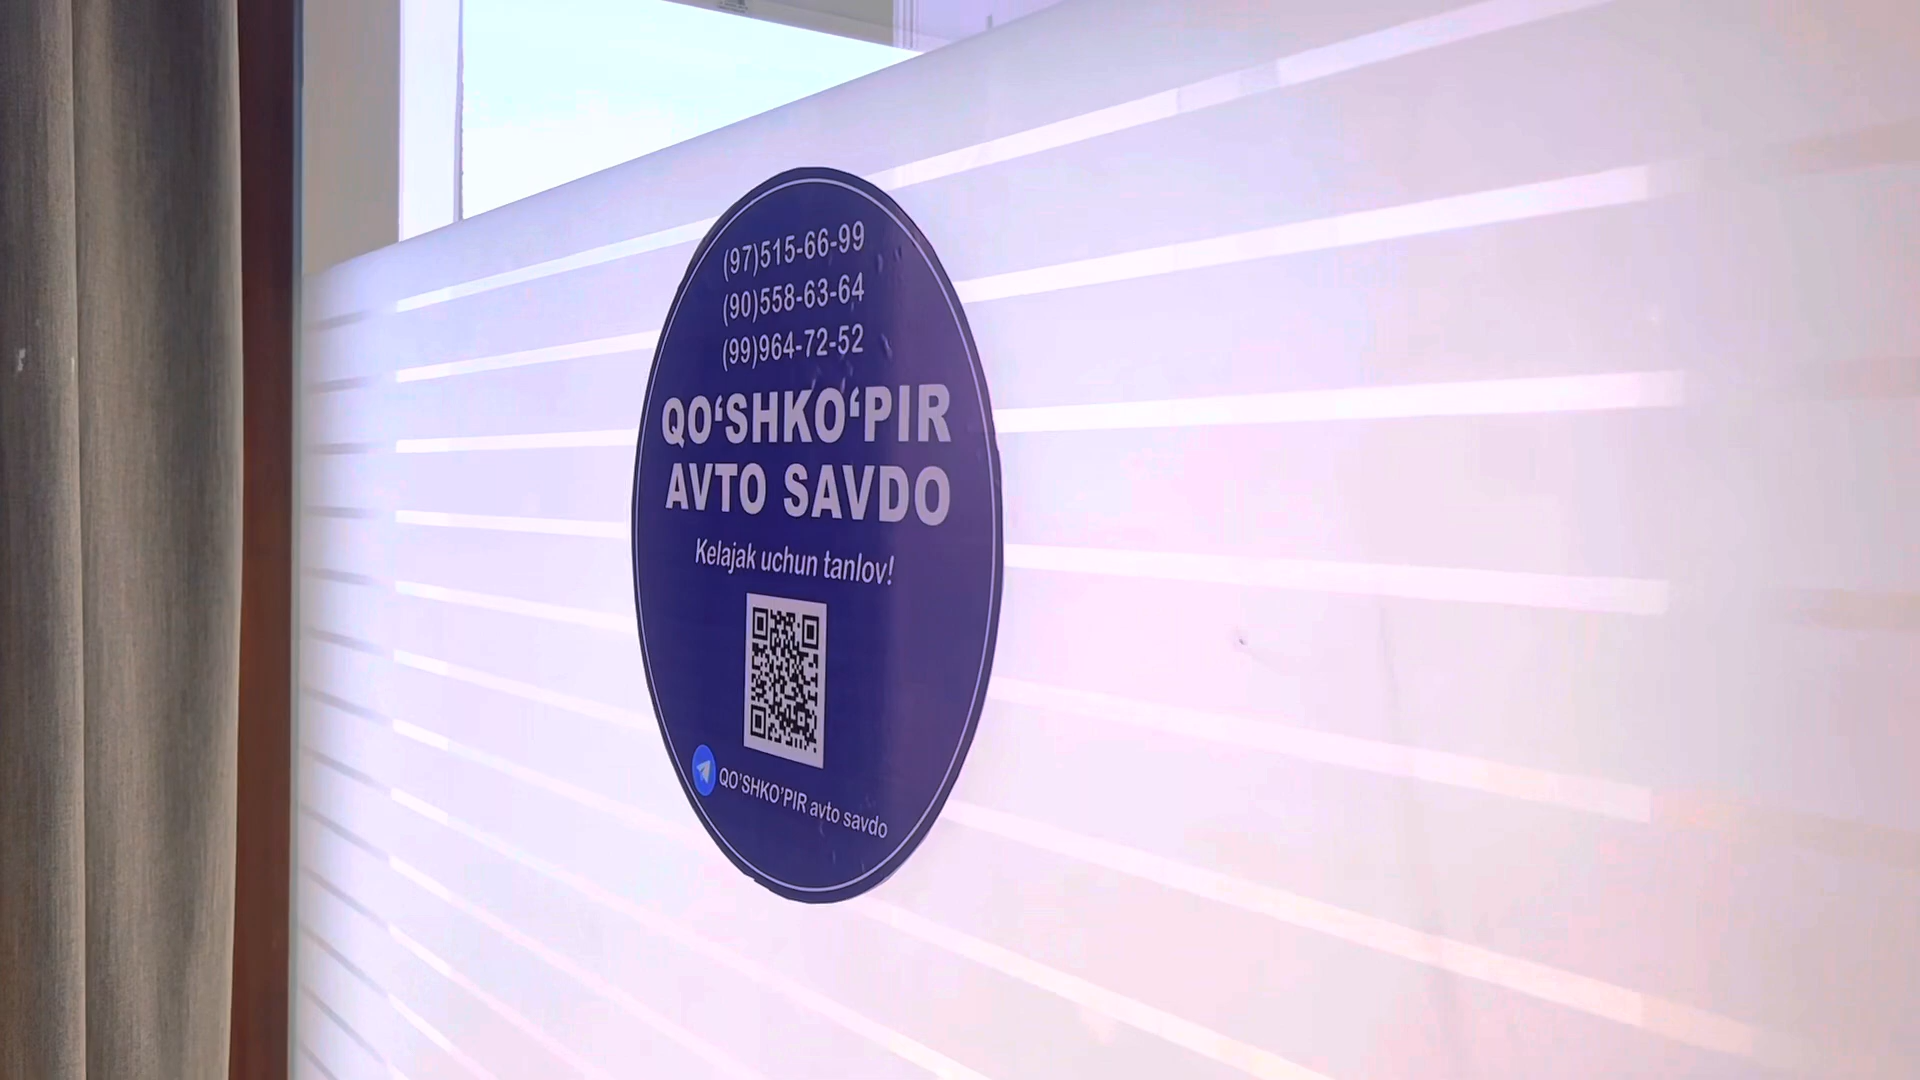 (97)515-66-99
(90)558-63-64
(99)964-72-52
QO‘SHKO‘PIR
AVTO SAVDO
Kelajak uchun tanlov!
QO’SHKO’PIR avto savdo